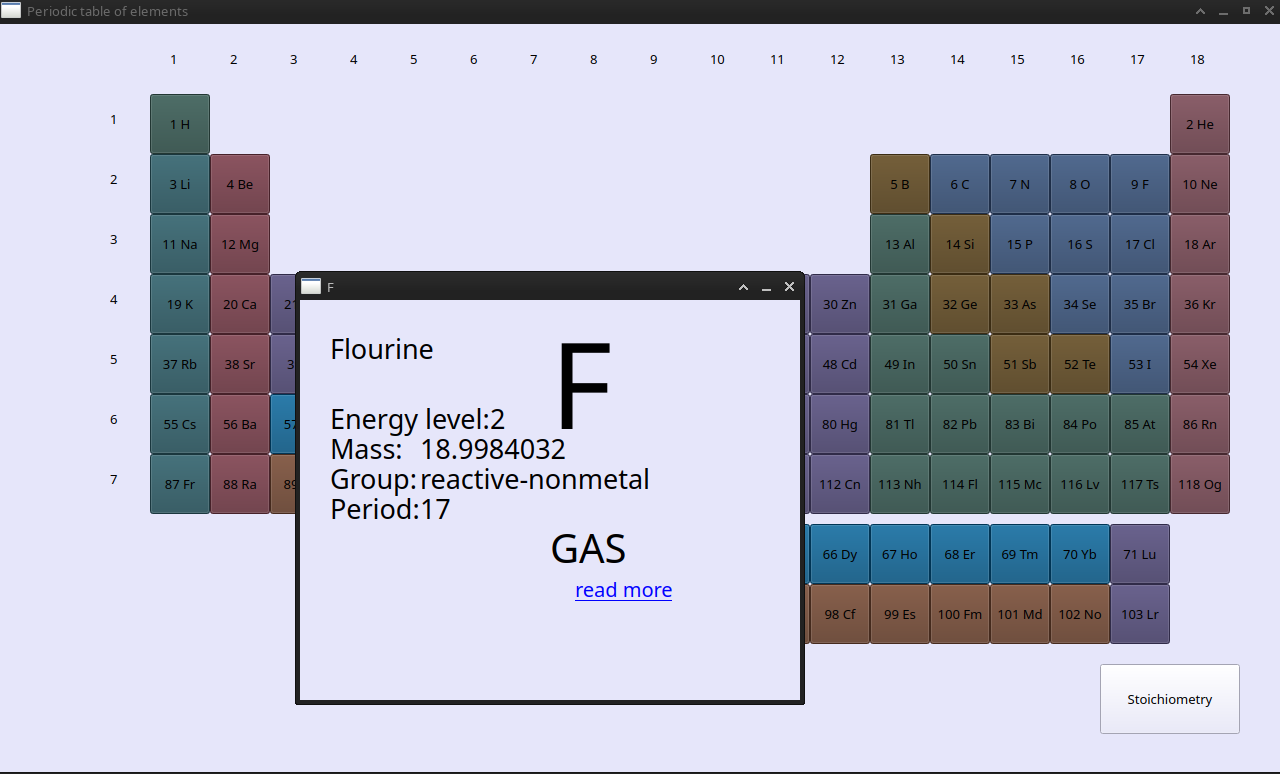 Periodic table of elements
1 2 3 4 5 6 7 8 9 10 11 12 13 14 15 16 17 18
1 1 H 2 He
2 3 Li 4 Be 5 B 6 C 7 N 8 O 9 F 10 Ne
3 11 Na 12 Mg 13 Al 14 Si 15 P 16 S 17 Cl 18 Ar
4 19 K 20 Ca 30 Zn 31 Ga 32 Ge 33 As 34 Se 35 Br 36 Kr
5 37 Rb 38 Sr 48 Cd 49 In 50 Sn 51 Sb 52 Te 53 I 54 Xe
6 55 Cs 56 Ba 57 80 Hg 81 Tl 82 Pb 83 Bi 84 Po 85 At 86 Rn
7 87 Fr 88 Ra 89 112 Cn 113 Nh 114 Fl 115 Mc 116 Lv 117 Ts 118 Og
66 Dy 67 Ho 68 Er 69 Tm 70 Yb 71 Lu
98 Cf 99 Es 100 Fm 101 Md 102 No 103 Lr
F
Flourine
F
Energy level:2
Mass: 18.9984032
Group:reactive-nonmetal
Period:17
GAS
read more
Stoichiometry